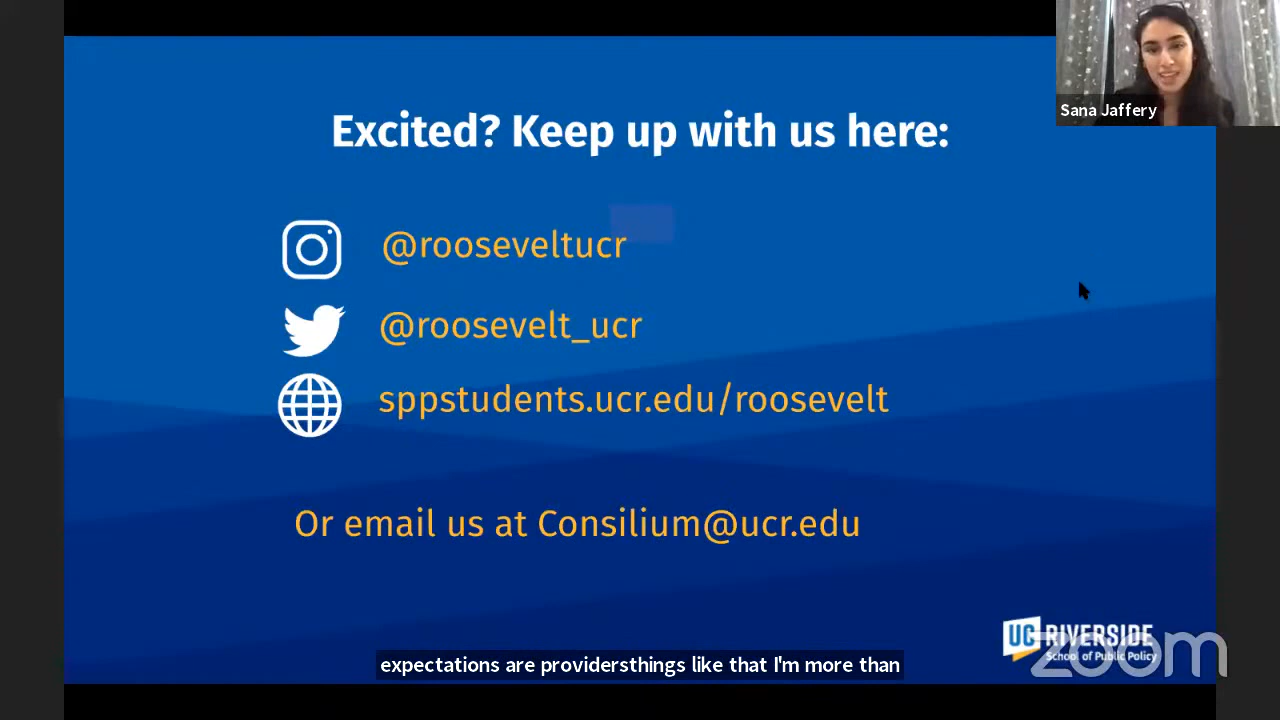 Sana Jaffery
Excited? Keep up with us here:
@rooseveltucr
@roosevelt_ucr
sppstudents.ucr.edu/roosevelt
Or email us at Consilium@ucr.edu
UC RIVERSIDE
School of Public Policy
zoom
expectations are providersthings like that I'm more than